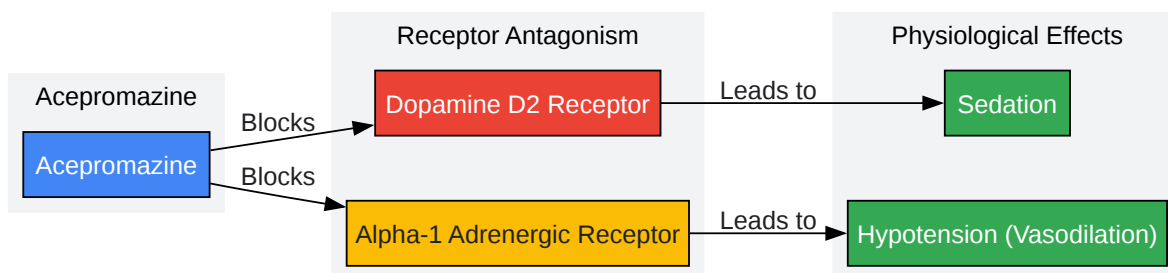 Receptor Antagonism
Physiological Effects
Acepromazine
Dopamine D2 Receptor
Leads to
Sedation
Blocks
Acepromazine
Blocks
Alpha-1 Adrenergic Receptor
Leads to
Hypotension (Vasodilation)